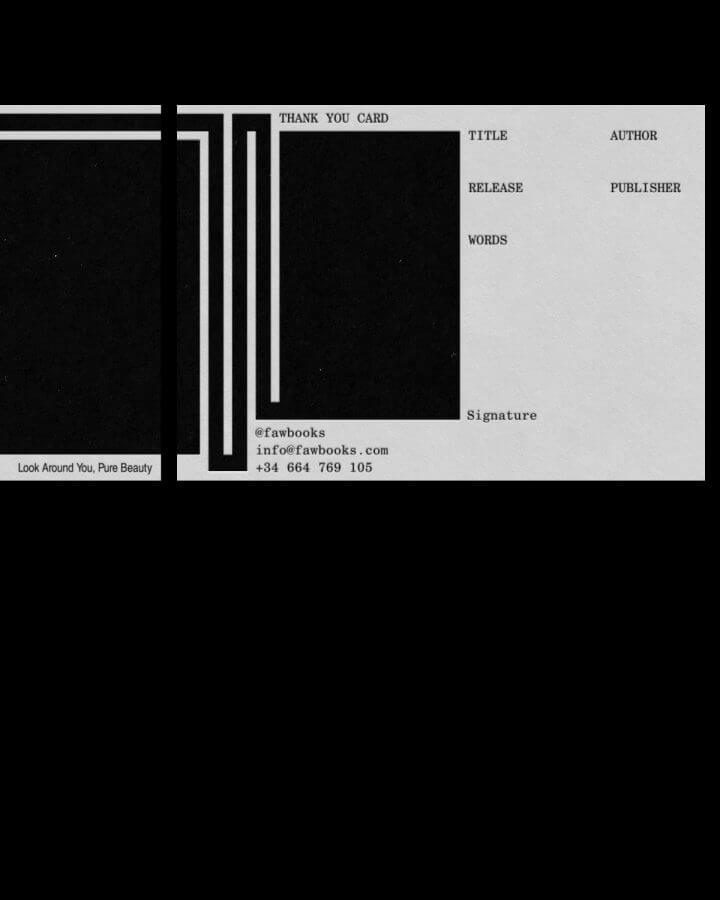 THANK YOU CARD
TITLE
AUTHOR
RELEASE
PUBLISHER
WORDS
Signature
@fawbooks
info@fawbooks.com
+34 664 769 105
Look Around You, Pure Beauty